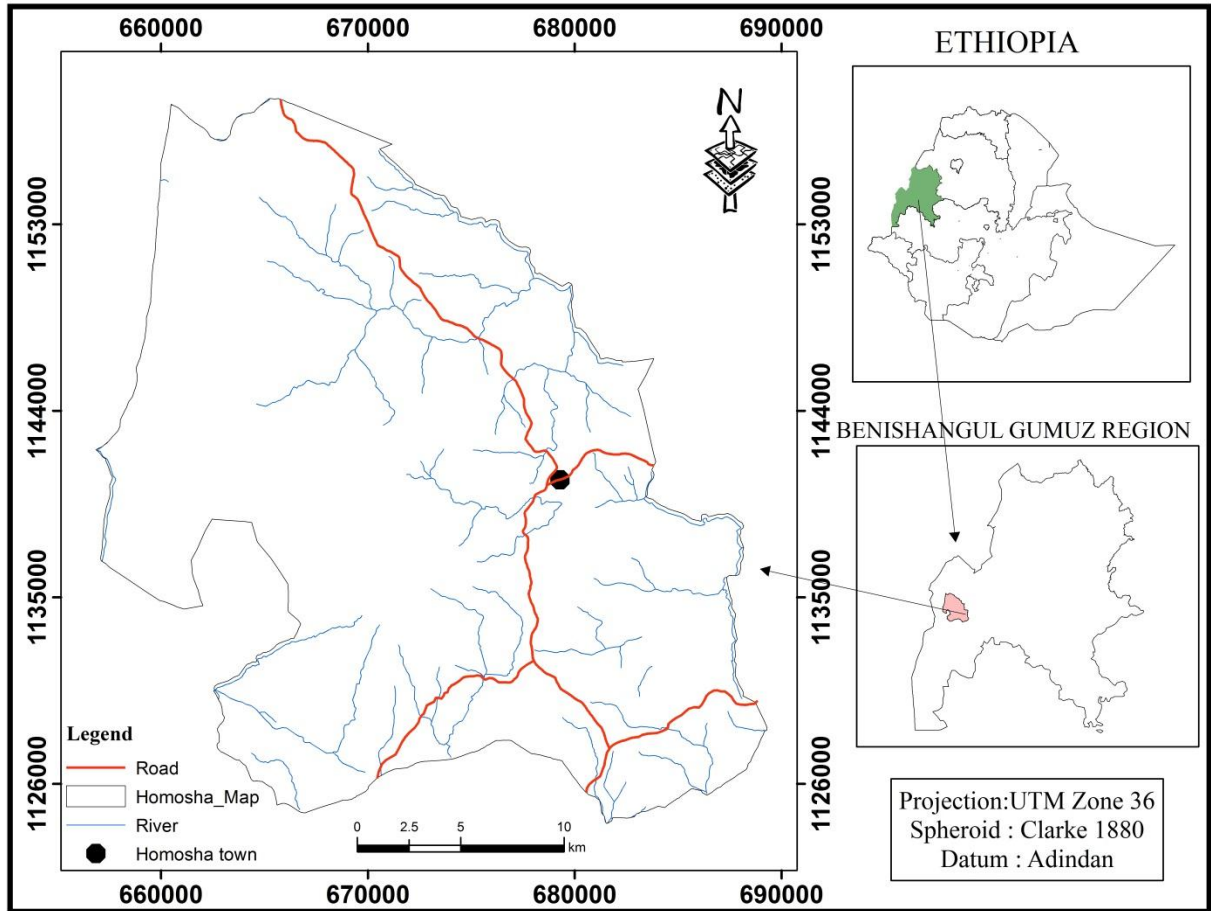 660000 670000 680000 690000
1153000
1144000
1135000
1126000
N
Legend
Road
Homosha_Map
River
Homosha town
0 2.5 5 10
km
660000 670000 680000 690000
1153000
1144000
1135000
1126000
ETHIOPIA
BENISHANGUL GUMUZ REGION
Projection:UTM Zone 36
Spheroid : Clarke 1880
Datum : Adindan